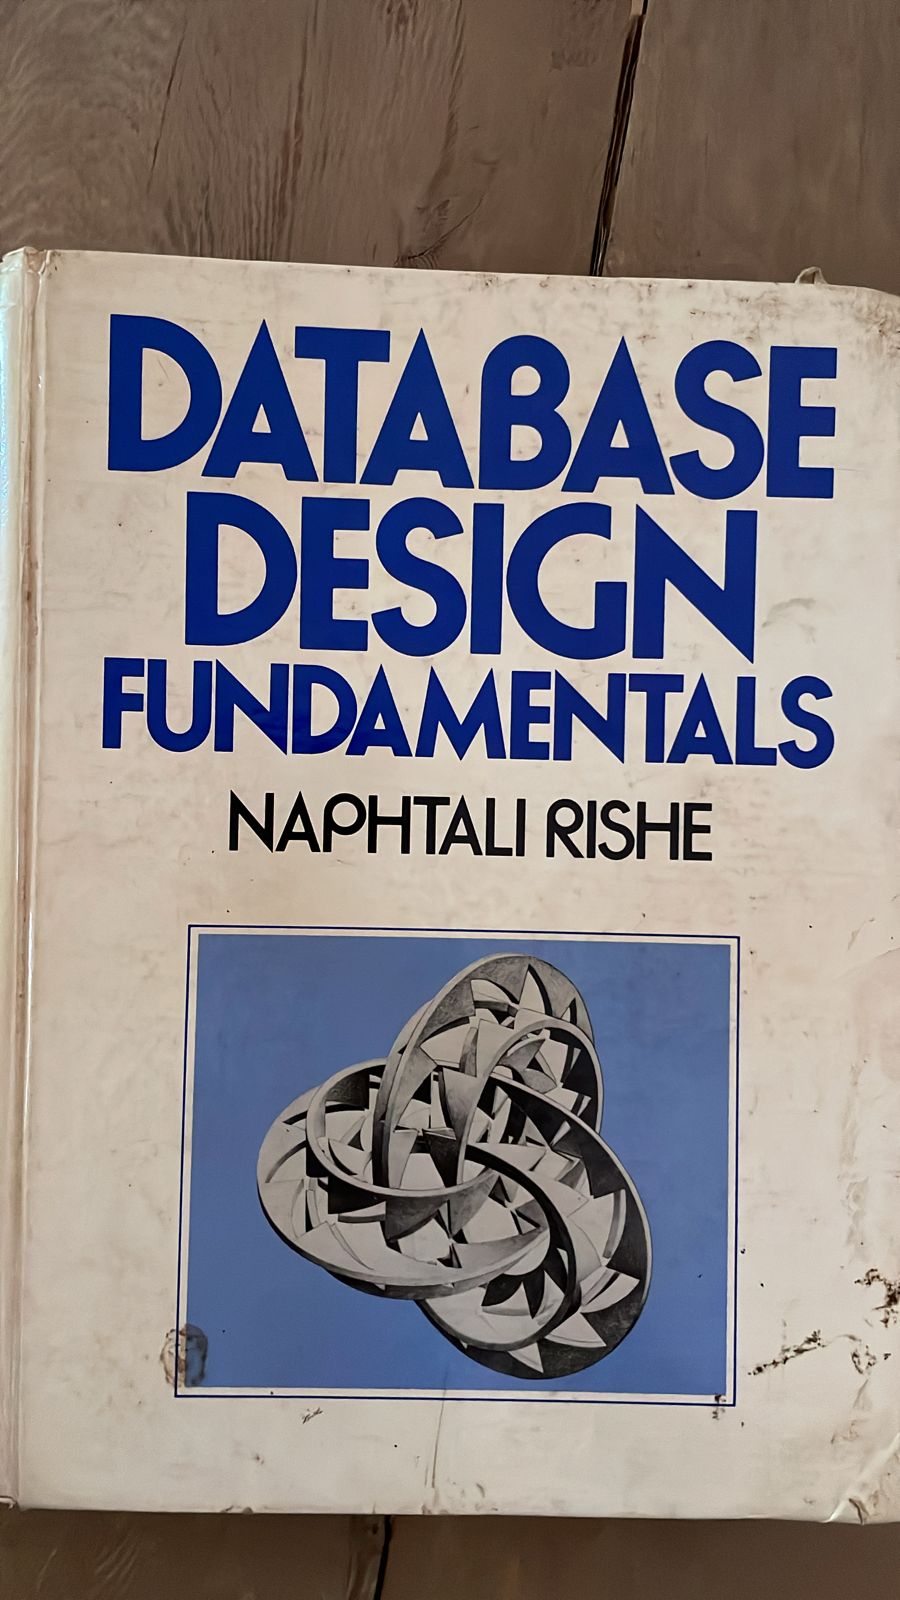 DATABASE
DESIGN
FUNDAMENTALS
NAPHTALI RISHE